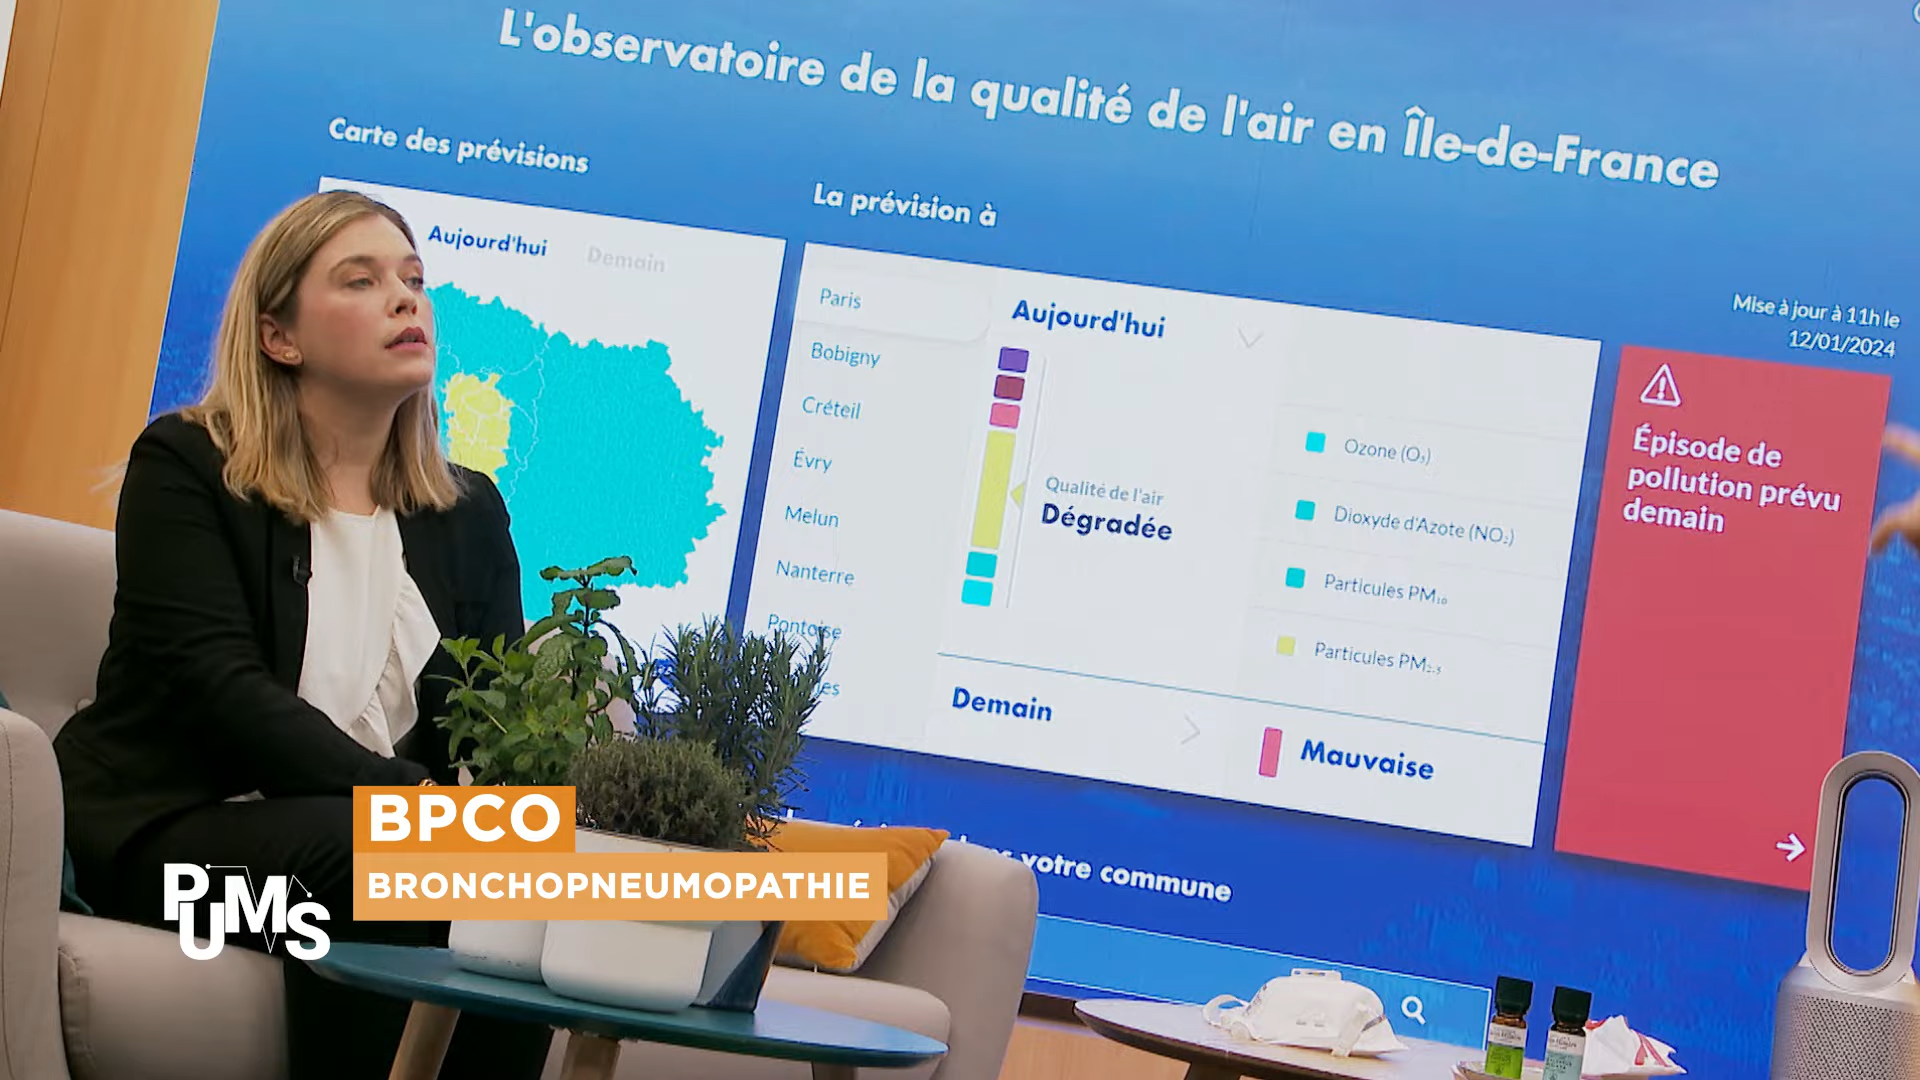 L'observatoire de la qualité de l'air en Île-de-France
Carte des prévisions
La prévision à
Aujourd'hui
Demain
Paris
Bobigny
Créteil
Évry
Melun
Nanterre
Pontoise
Aujourd'hui
Qualité de l'air
Dégradée
Ozone (O₃)
Dioxyde d'Azote (NO₂)
Particules PM₁₀
Particules PM₂.₅
Demain
Mauvaise
Mise à jour à 11h le
12/01/2024
Épisode de
pollution prévu
demain
votre commune
BPCO
BRONCHOPNEUMOPATHIE
PUMS